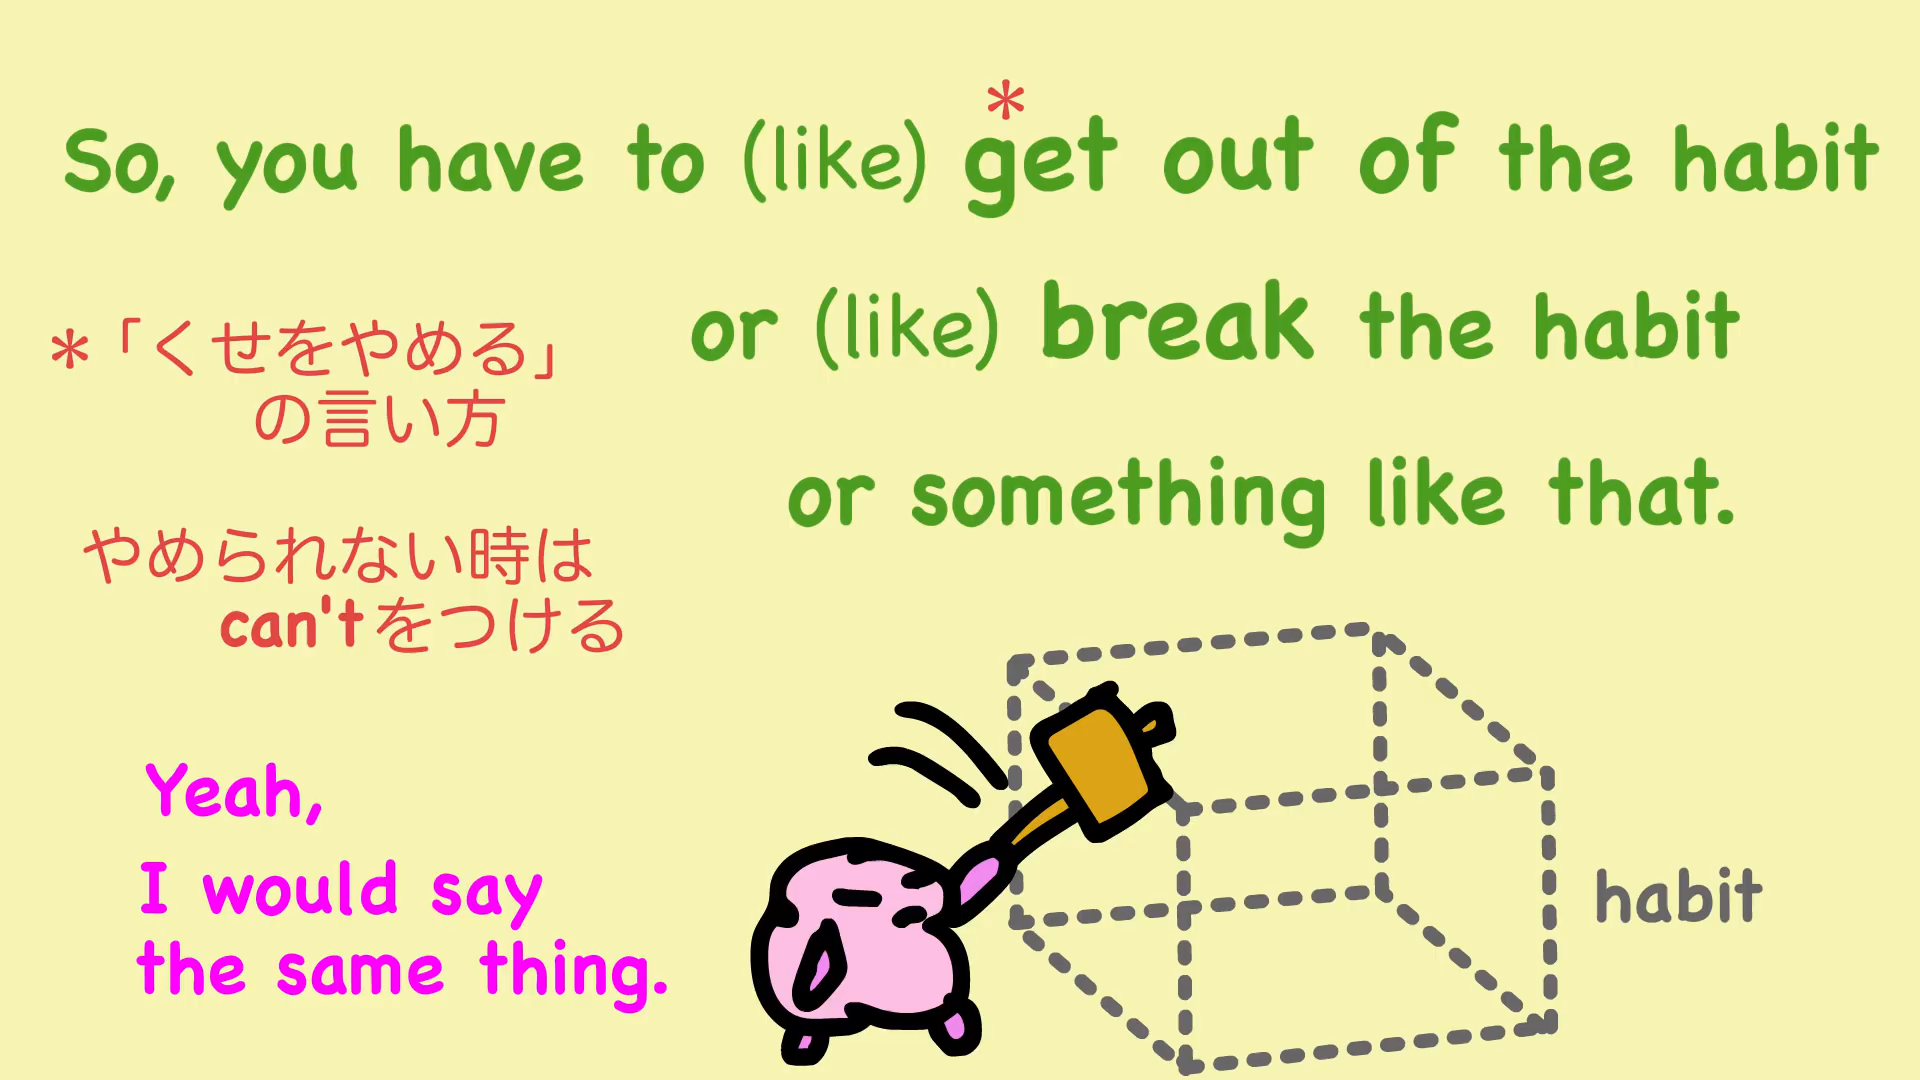 So, you have to (like) *get out of the habit
or (like) break the habit
or something like that.
*「くせをやめる」
の言い方
やめられない時は
can'tをつける
Yeah,
I would say
the same thing.
habit